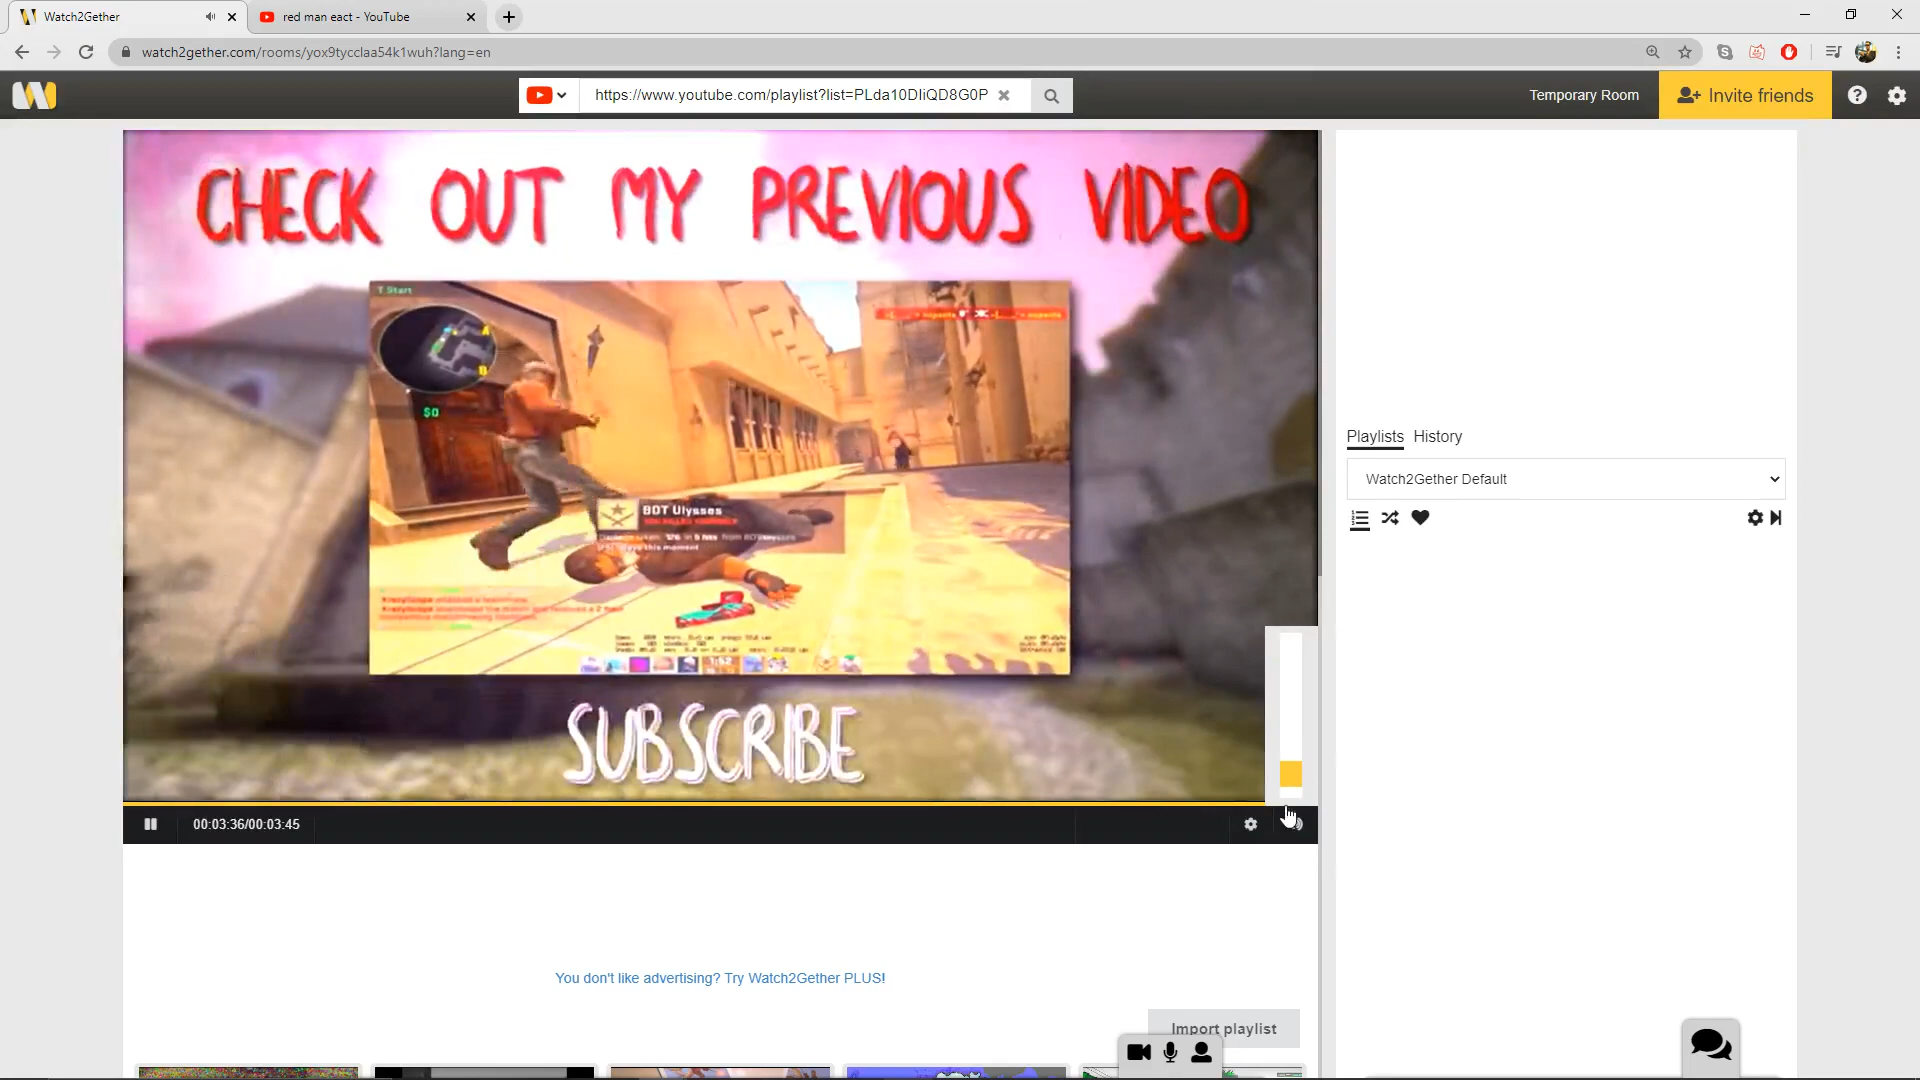 Watch2Gether
red man eact - YouTube
watch2gether.com/rooms/yox9tycclaa54k1wuh?lang=en
https://www.youtube.com/playlist?list=PLda10DIiQD8G0P
Temporary Room
Invite friends
CHECK OUT MY PREVIOUS VIDEO
T Start
A
B
$0
BOT Ulysses
SUBSCRIBE
00:03:36/00:03:45
Playlists History
Watch2Gether Default
You don't like advertising? Try Watch2Gether PLUS!
Import playlist